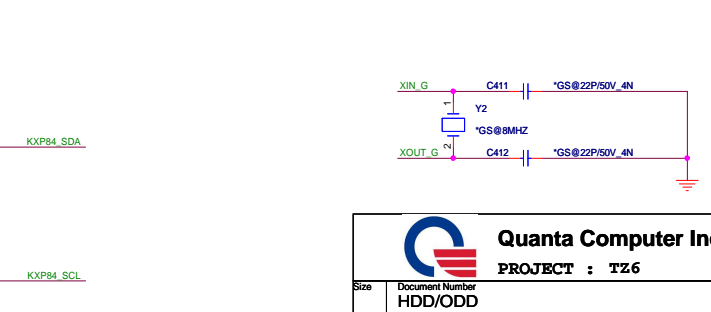 XIN_G C411 *GS@22P/50V_4N
1 Y2
*GS@8MHZ
KXP84_SDA
2
XOUT_G C412 *GS@22P/50V_4N
Quanta Computer
PROJECT : TZ6
KXP84_SCL
Size Document Number
HDD/ODD